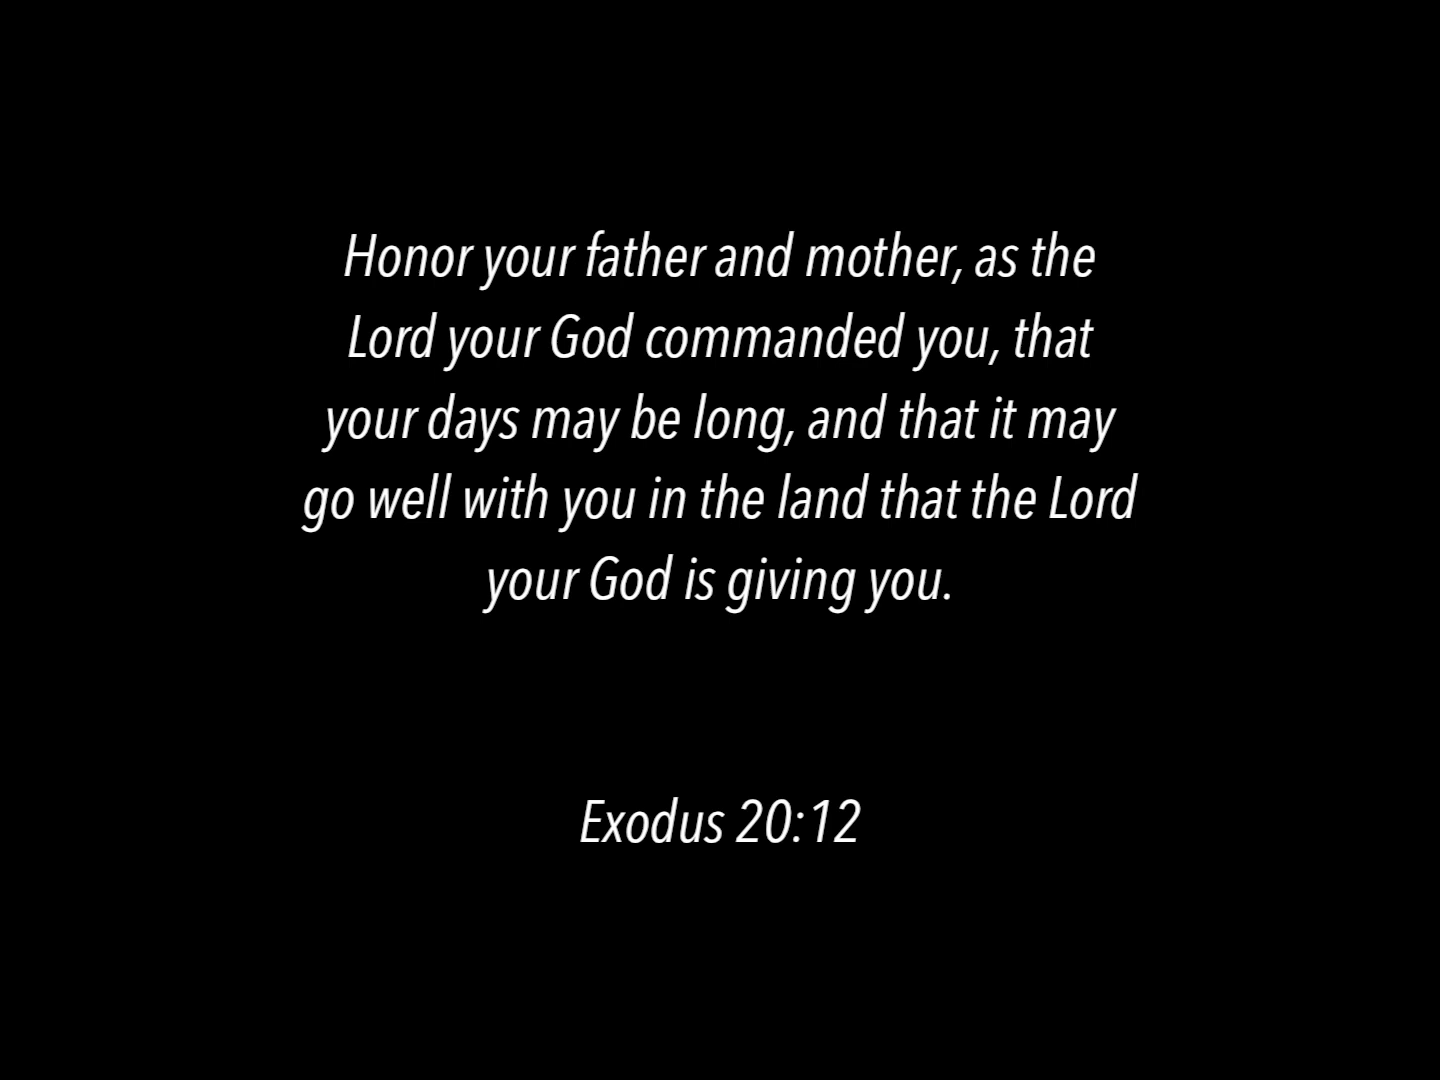 Honor your father and mother, as the
Lord your God commanded you, that
your days may be long, and that it may
go well with you in the land that the Lord
your God is giving you.
Exodus 20:12